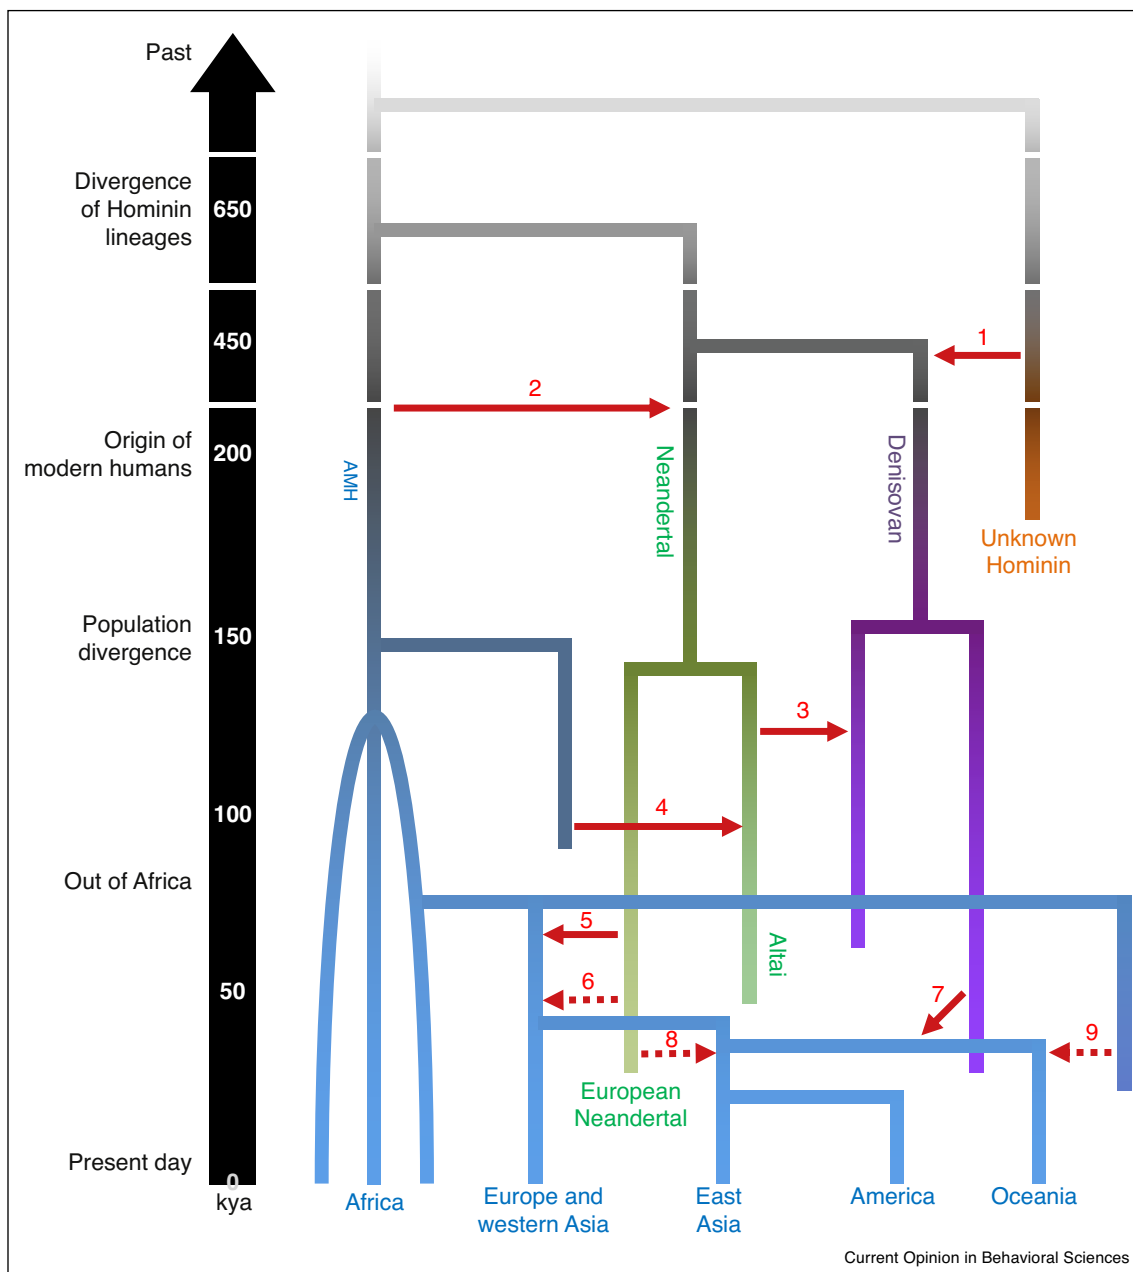 Past
Divergence
of Hominin
lineages
650
450
1
2
Origin of
modern humans
200
AMH
Neandertal
Denisovan
Unknown
Hominin
Population
divergence
150
3
100
4
Out of Africa
5
Altai
50
6
7
8
9
European
Neandertal
Present day
0
kya
Africa
Europe and
western Asia
East
Asia
America
Oceania
Current Opinion in Behavioral Sciences